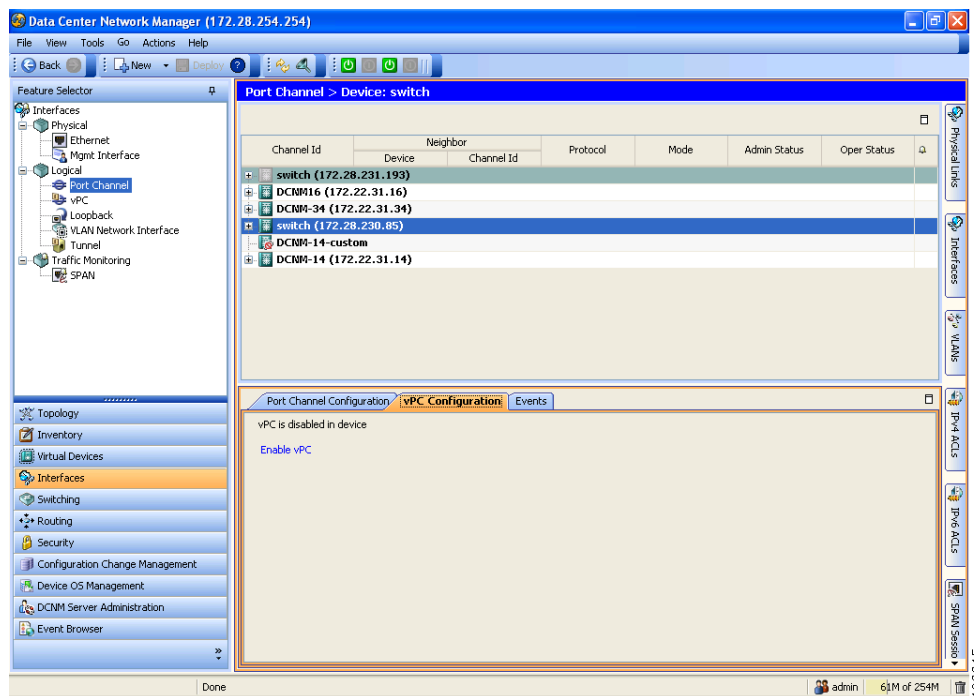 Data Center Network Manager (172.28.254.254)
File View Tools Go Actions Help
Back New Deploy
Feature Selector
Interfaces
Physical
Ethernet
Mgmt Interface
Logical
Port Channel
vPC
Loopback
VLAN Network Interface
Tunnel
Traffic Monitoring
SPAN
Topology
Inventory
Virtual Devices
Interfaces
Switching
Routing
Security
Configuration Change Management
Device OS Management
DCNM Server Administration
Event Browser
Port Channel > Device: switch
Channel Id
Neighbor
Device
Channel Id
Protocol
Mode
Admin Status
Oper Status
switch (172.28.231.193)
DCNM16 (172.22.31.16)
DCNM-34 (172.22.31.34)
switch (172.28.230.85)
DCNM-14-custom
DCNM-14 (172.22.31.14)
Port Channel Configuration
vPC Configuration
Events
vPC is disabled in device
Enable vPC
Physical Links
Interfaces
VLANs
IPv4 ACLs
IPv6 ACLs
SPAN Sessio
Done
admin
61M of 254M